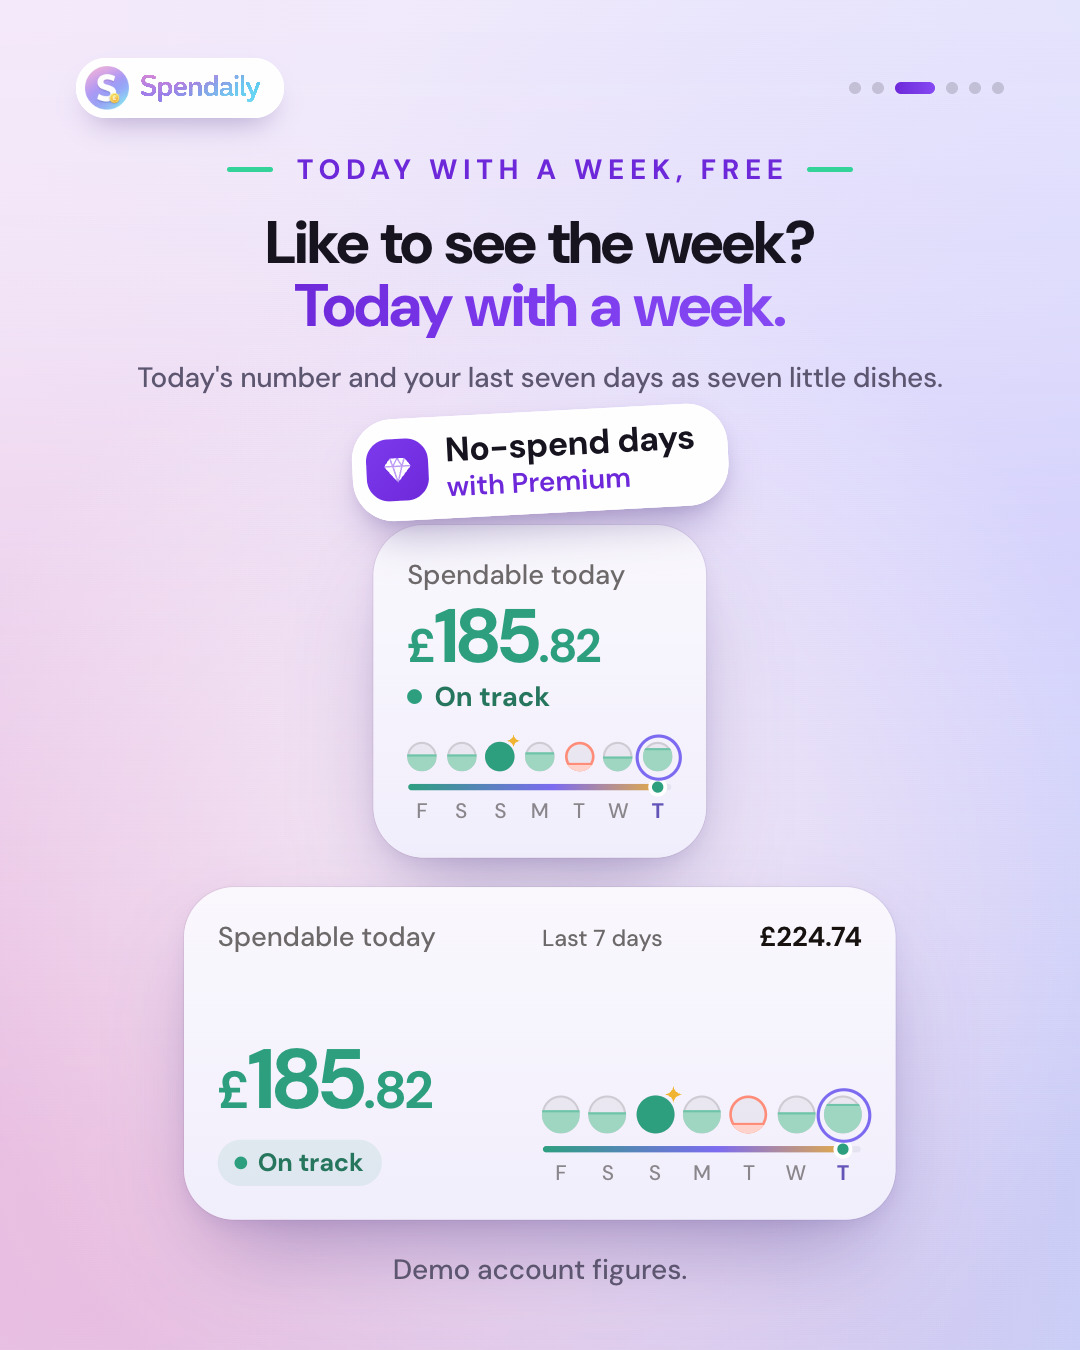 Spendaily
TODAY WITH A WEEK, FREE
Like to see the week?
Today with a week.
Today's number and your last seven days as seven little dishes.
No-spend days
with Premium
Spendable today
£185.82
On track
F S S M T W T
Spendable today
Last 7 days £224.74
£185.82
On track
F S S M T W T
Demo account figures.